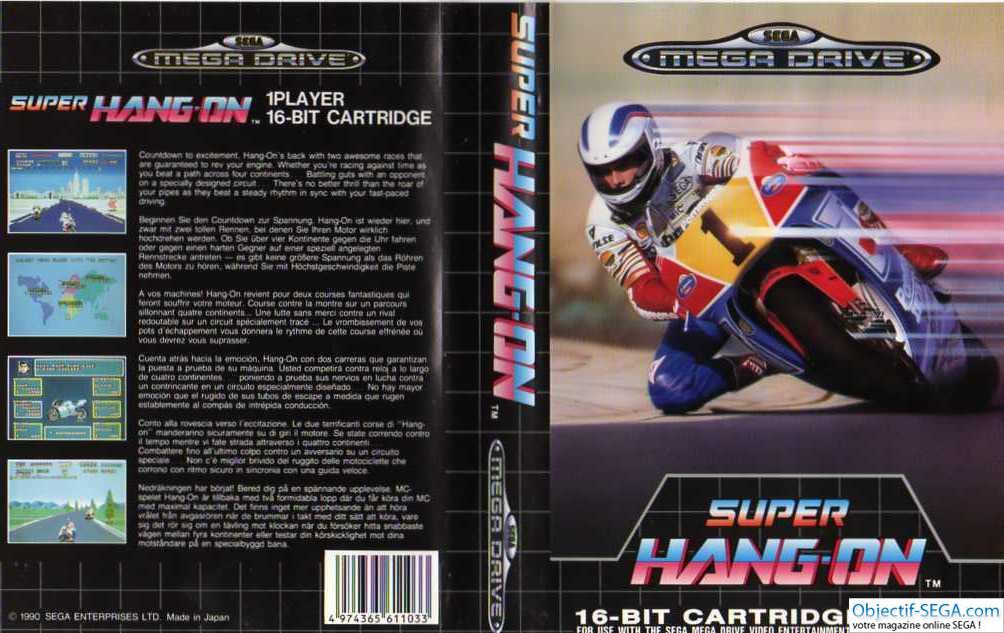 SEGA
MEGA DRIVE
SUPER HANG-ON ™
1PLAYER
16-BIT CARTRIDGE
Countdown to excitement, Hang-On's back with two awesome races that
are guaranteed to rev your engine. Whether you're racing against time as
you beat a path across four continents . . . Battling guts with an opponent
on a specially designed circuit . . . There's no better thrill than the roar of
your pipes as they beat a steady rhythm in sync with your fast-paced
driving.
Beginnen Sie den Countdown zur Spannung. Hang-On ist wieder hier, und
zwar mit zwei tollen Rennen, bei denen Sie Ihren Motor wirklich
hochdrehen werden. Ob Sie über vier Kontinente gegen die Uhr fahren
oder gegen einen harten Gegner auf einer speziell angelegten
Rennstrecke antreten — es gibt keine größere Spannung als das Röhren
des Motors zu hören, während Sie mit Höchstgeschwindigkeit die Piste
nehmen.
A vos machines! Hang-On revient pour deux courses fantastiques qui
feront souffrir votre moteur. Course contre la montre sur un parcours
sillonnant quatre continents... Une lutte sans merci contre un rival
redoutable sur un circuit spécialement tracé ... Le vrombissement de vos
pots d'échappement vous donnera le rythme de cette course effrénée où
vous devrez vous surpasser.
Cuenta atrás hacia la emoción, Hang-On con dos carreras que garantizan
la puesta a prueba de su máquina. Usted competirá contra reloj a lo largo
de cuatro continentes . . . poniendo a prueba sus nervios en lucha contra
un contrincante en un circuito especialmente diseñado . . . No hay mayor
emoción que el rugido de sus tubos de escape a medida que rugen
establemente al compás de intrépida conducción.
Conto alla rovescia verso l'eccitazione. Le due terrificanti corse di "Hang-
on" manderanno sicuramente su di giri il motore. Se state correndo contro
il tempo mentre vi fate strada attraverso i quattro continenti.
Combattere fino all'ultimo colpo contro un avversario su un circuito
speciale . . . Non c'è miglior brivido del ruggito delle motociclette che
corrono con ritmo sicuro in sincronia con una guida veloce.
Nedräkningen har börjat! Bered dig på en spännande upplevelse. MC-
spelet Hang-On är tillbaka med två formidabla lopp där du får köra din MC
med maximal kapacitet. Det finns inget mer upphetsande än att höra
vrålet från avgasrören när de brummar i takt med ditt sätt att köra, vare
sig det rör sig om en tävling mot klockan när du försöker hitta snabbaste
vägen mellan fyra kontinenter eller testar din körskicklighet mot dina
motståndare på en specialbyggd bana.
© 1990 SEGA ENTERPRISES LTD. Made in Japan
4 974365 611033
SUPER HANG-ON ™
SEGA
MEGA DRIVE
SEGA
MEGA DRIVE
1
SUPER
HANG-ON ™
16-BIT CARTRIDG
FOR USE WITH THE SEGA MEGA DRIVE VIDEO ENTERTAINMENT
Objectif-SEGA.com
votre magazine online SEGA !